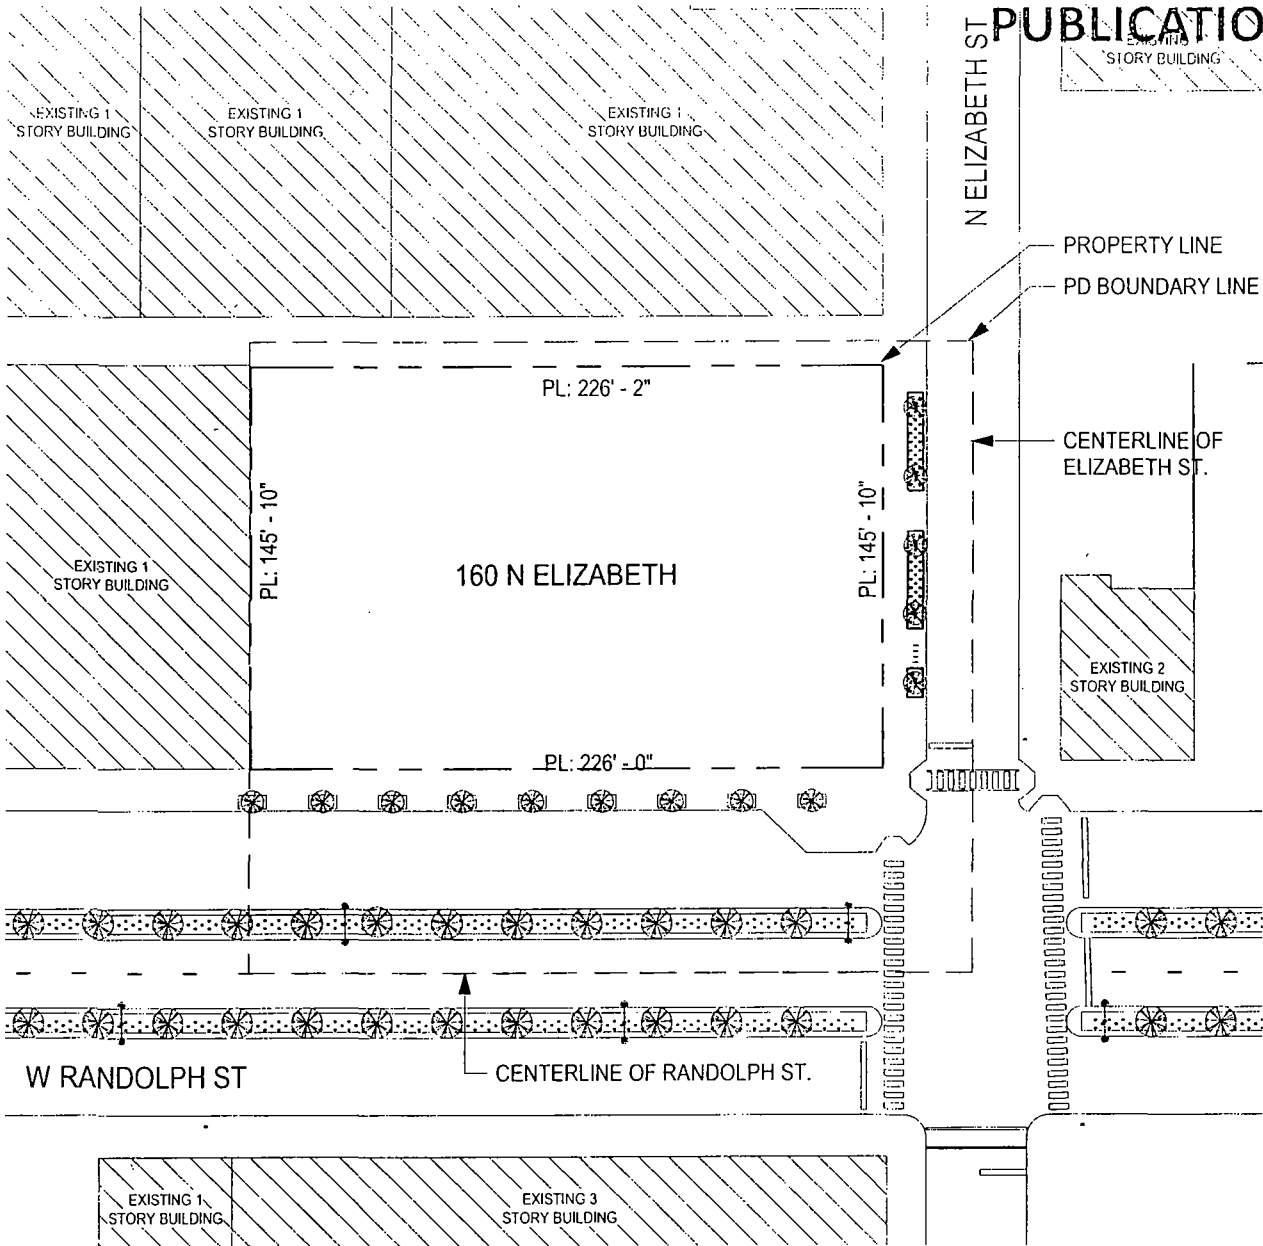 PUBLICATIO
N ELIZABETH ST
EXISTING
STORY BUILDING
EXISTING 1
STORY BUILDING
EXISTING 1
STORY BUILDING
EXISTING 1
STORY BUILDING
PROPERTY LINE
PD BOUNDARY LINE
PL: 226' - 2"
CENTERLINE OF
ELIZABETH ST.
PL: 145' - 10"
PL: 145' - 10"
EXISTING 1
STORY BUILDING
160 N ELIZABETH
EXISTING 2
STORY BUILDING
PL: 226' - 0"
W RANDOLPH ST
CENTERLINE OF RANDOLPH ST.
EXISTING 1
STORY BUILDING
EXISTING 3
STORY BUILDING